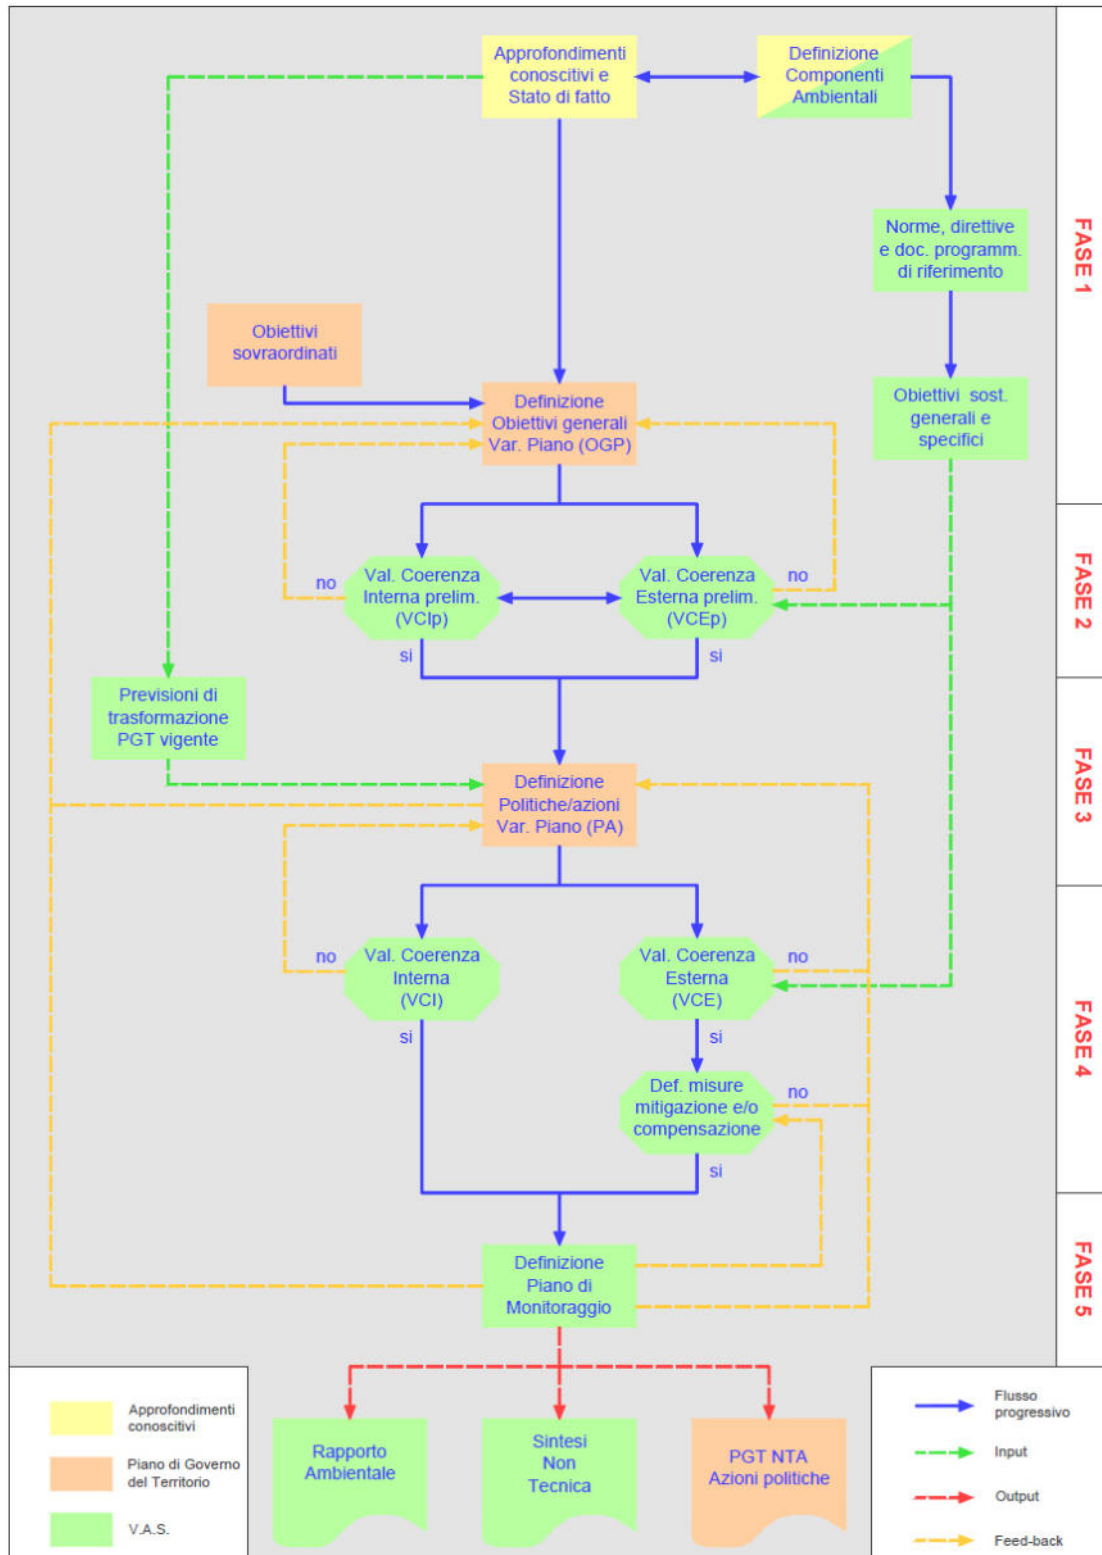 Approfondimenti
conoscitivi e
Stato di fatto
Definizione
Componenti
Ambientali
FASE 1
Norme, direttive
e doc. programm.
di riferimento
Obiettivi
sovraordinati
Definizione
Obiettivi generali
Var. Piano (OGP)
Obiettivi sost.
generali e
specifici
FASE 2
no
Val. Coerenza
Interna prelim.
(VCIp)
Val. Coerenza
Esterna prelim.
(VCEp)
no
si
si
Previsioni di
trasformazione
PGT vigente
FASE 3
Definizione
Politiche/azioni
Var. Piano (PA)
FASE 4
no
Val. Coerenza
Interna
(VCI)
Val. Coerenza
Esterna
(VCE)
no
si
si
Def. misure
mitigazione e/o
compensazione
no
si
FASE 5
Definizione
Piano di
Monitoraggio
Approfondimenti
conoscitivi
Piano di Governo
del Territorio
V.A.S.
Rapporto
Ambientale
Sintesi
Non
Tecnica
PGT NTA
Azioni politiche
Flusso
progressivo
Input
Output
Feed-back